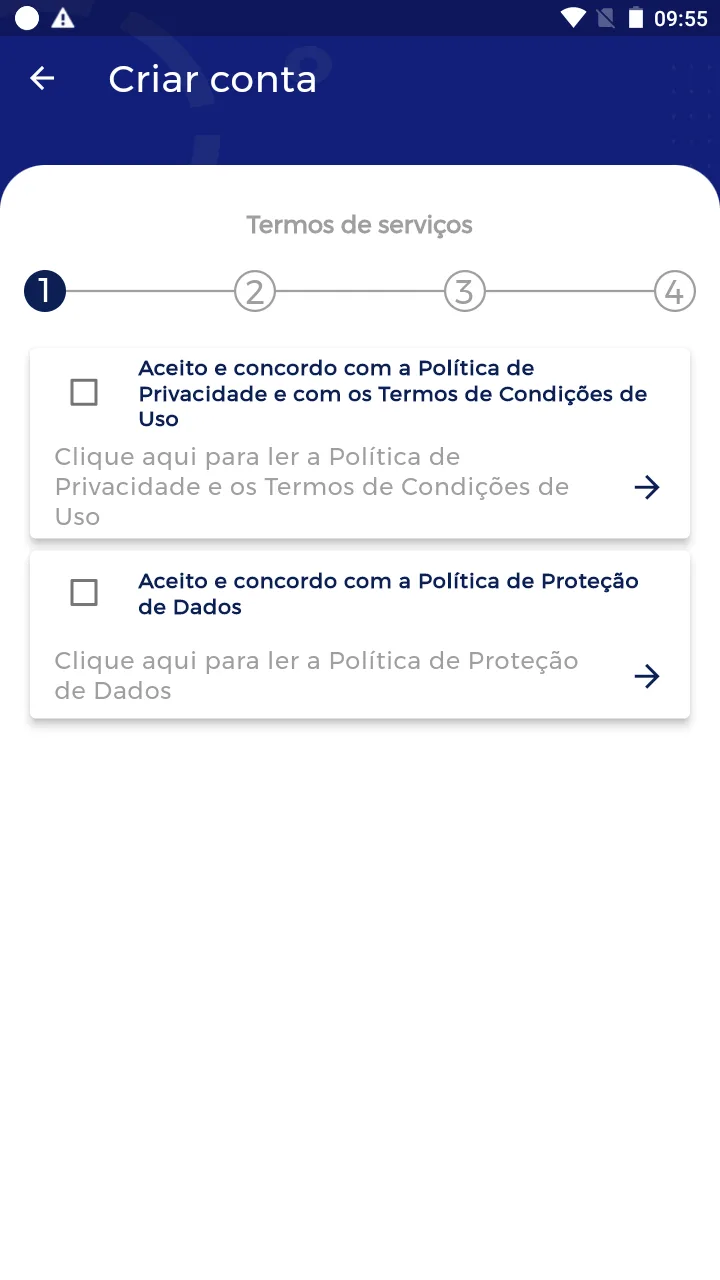 09:55
Criar conta
Termos de serviços
1 2 3 4
Aceito e concordo com a Política de
Privacidade e com os Termos de Condições de
Uso
Clique aqui para ler a Política de
Privacidade e os Termos de Condições de
Uso
Aceito e concordo com a Política de Proteção
de Dados
Clique aqui para ler a Política de Proteção
de Dados